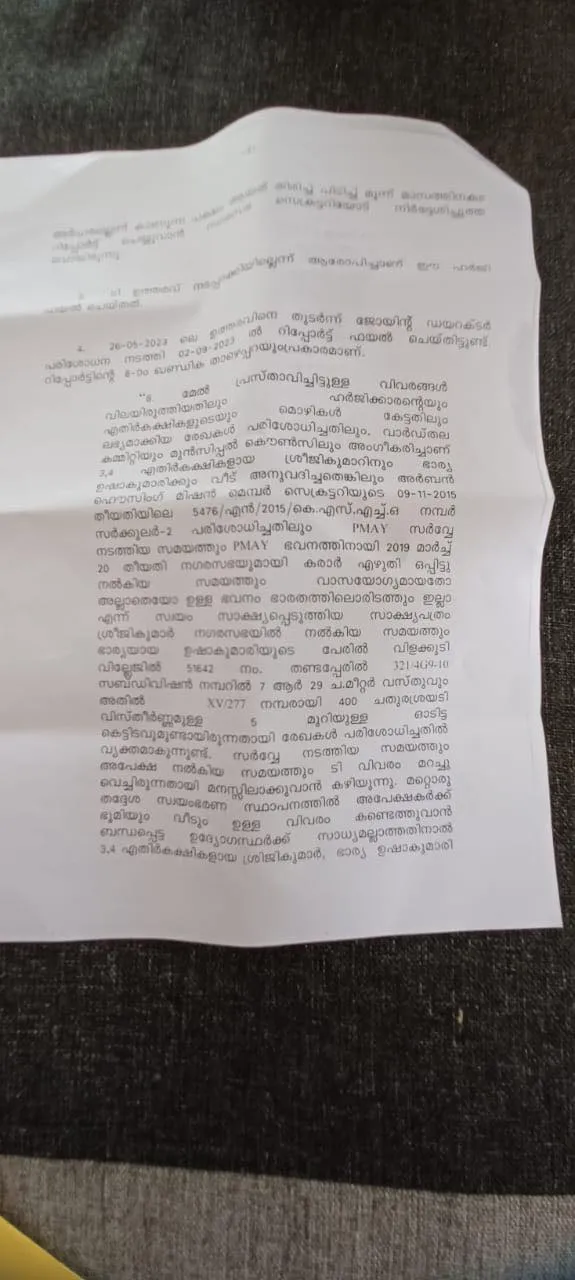 -2-
അർഹരല്ലെന്ന് കാണുന്ന പക്ഷം ആയത് തിരിച്ച് പിടിച്ച് മൂന്ന് മാസത്തിനകം
റിപ്പോർട്ട് ചെയ്യുവാൻ സെക്രട്ടറിയോട് നിർദ്ദേശിച്ചുത്ത
രവായിരുന്നു
3. ടി ഉത്തരവ് നടപ്പാക്കിയില്ലെന്ന് ആരോപിച്ചാണ് ഈ ഹർജി
ഫയൽ ചെയ്തത്.
4. 26-05-2023 ലെ ഉത്തരവിനെ തുടർന്ന് ജോയിന്റ് ഡയറക്ടർ
പരിശോധന നടത്തി 02-09-2023 ൽ റിപ്പോർട്ട് ഫയൽ ചെയ്തിട്ടുണ്ട്.
റിപ്പോർട്ടിന്റെ 8-ാം ഖണ്ഡിക താഴെപ്പറയുംപ്രകാരമാണ്.
"8. മേൽ പ്രസ്താവിച്ചിട്ടുള്ള വിവരങ്ങൾ
വിലയിരുത്തിയതിലും ഹർജിക്കാരന്റെയും
എതിർകക്ഷികളുടെയും മൊഴികൾ കേട്ടതിലും
ലഭ്യമാക്കിയ രേഖകൾ പരിശോധിച്ചതിലും, വാർഡ്തല
കമ്മിറ്റിയും മുൻസിപ്പൽ കൌൺസിലും അംഗീകരിച്ചാണ്
3,4 എതിർകക്ഷികളായ ശ്രീജികുമാറിനും ഭാര്യ
ഉഷാകുമാരിക്കും വീട് അനുവദിച്ചതെങ്കിലും അർബൻ
ഹൌസിംഗ് മിഷൻ മെമ്പർ സെക്രട്ടറിയുടെ 09-11-2015
തീയതിയിലെ 5476/എൻ/2015/കെ.എസ്.എച്ച്.ഒ നമ്പർ
സർക്കുലർ-2 പരിശോധിച്ചതിലും PMAY സർവ്വേ
നടത്തിയ സമയത്തും PMAY ഭവനത്തിനായി 2019 മാർച്ച്
20 തീയതി നഗരസഭയുമായി കരാർ എഴുതി ഒപ്പിട്ടു
നൽകിയ സമയത്തും വാസയോഗ്യമായതോ
അല്ലാതെയോ ഉള്ള ഭവനം ഭാരതത്തിലൊരിടത്തും ഇല്ലാ
എന്ന് സ്വയം സാക്ഷ്യപ്പെടുത്തിയ സാക്ഷ്യപത്രം
ശ്രീജികുമാർ നഗരസഭയിൽ നൽകിയ സമയത്തും
ഭാര്യയായ ഉഷാകുമാരിയുടെ പേരിൽ വിളക്കുടി
വില്ലേജിൽ 51642 നം. തണ്ടപ്പേരിൽ 321/4G9-10
സബ്ഡിവിഷൻ നമ്പറിൽ 7 ആർ 29 ച.മീറ്റർ വസ്തുവും
അതിൽ XV/277 നമ്പരായി 400 ചതുരശ്രയടി
വിസ്തീർണ്ണമുള്ള 5 മുറിയുള്ള ഓടിട്ട
കെട്ടിടവുമുണ്ടായിരുന്നതായി രേഖകൾ പരിശോധിച്ചതിൽ
വ്യക്തമാകുന്നുണ്ട്. സർവ്വേ നടത്തിയ സമയത്തും
അപേക്ഷ നൽകിയ സമയത്തും ടി വിവരം മറച്ചു
വെച്ചിരുന്നതായി മനസ്സിലാക്കുവാൻ കഴിയുന്നു. മറ്റൊരു
തദ്ദേശ സ്വയംഭരണ സ്ഥാപനത്തിൽ അപേക്ഷകർക്ക്
ഭൂമിയും വീടും ഉള്ള വിവരം കണ്ടെത്തുവാൻ
ബന്ധപ്പെട്ട ഉദ്യോഗസ്ഥർക്ക് സാധ്യമല്ലാത്തതിനാൽ
3,4 എതിർകക്ഷികളായ ശ്രീജികുമാർ, ഭാര്യ ഉഷാകുമാരി